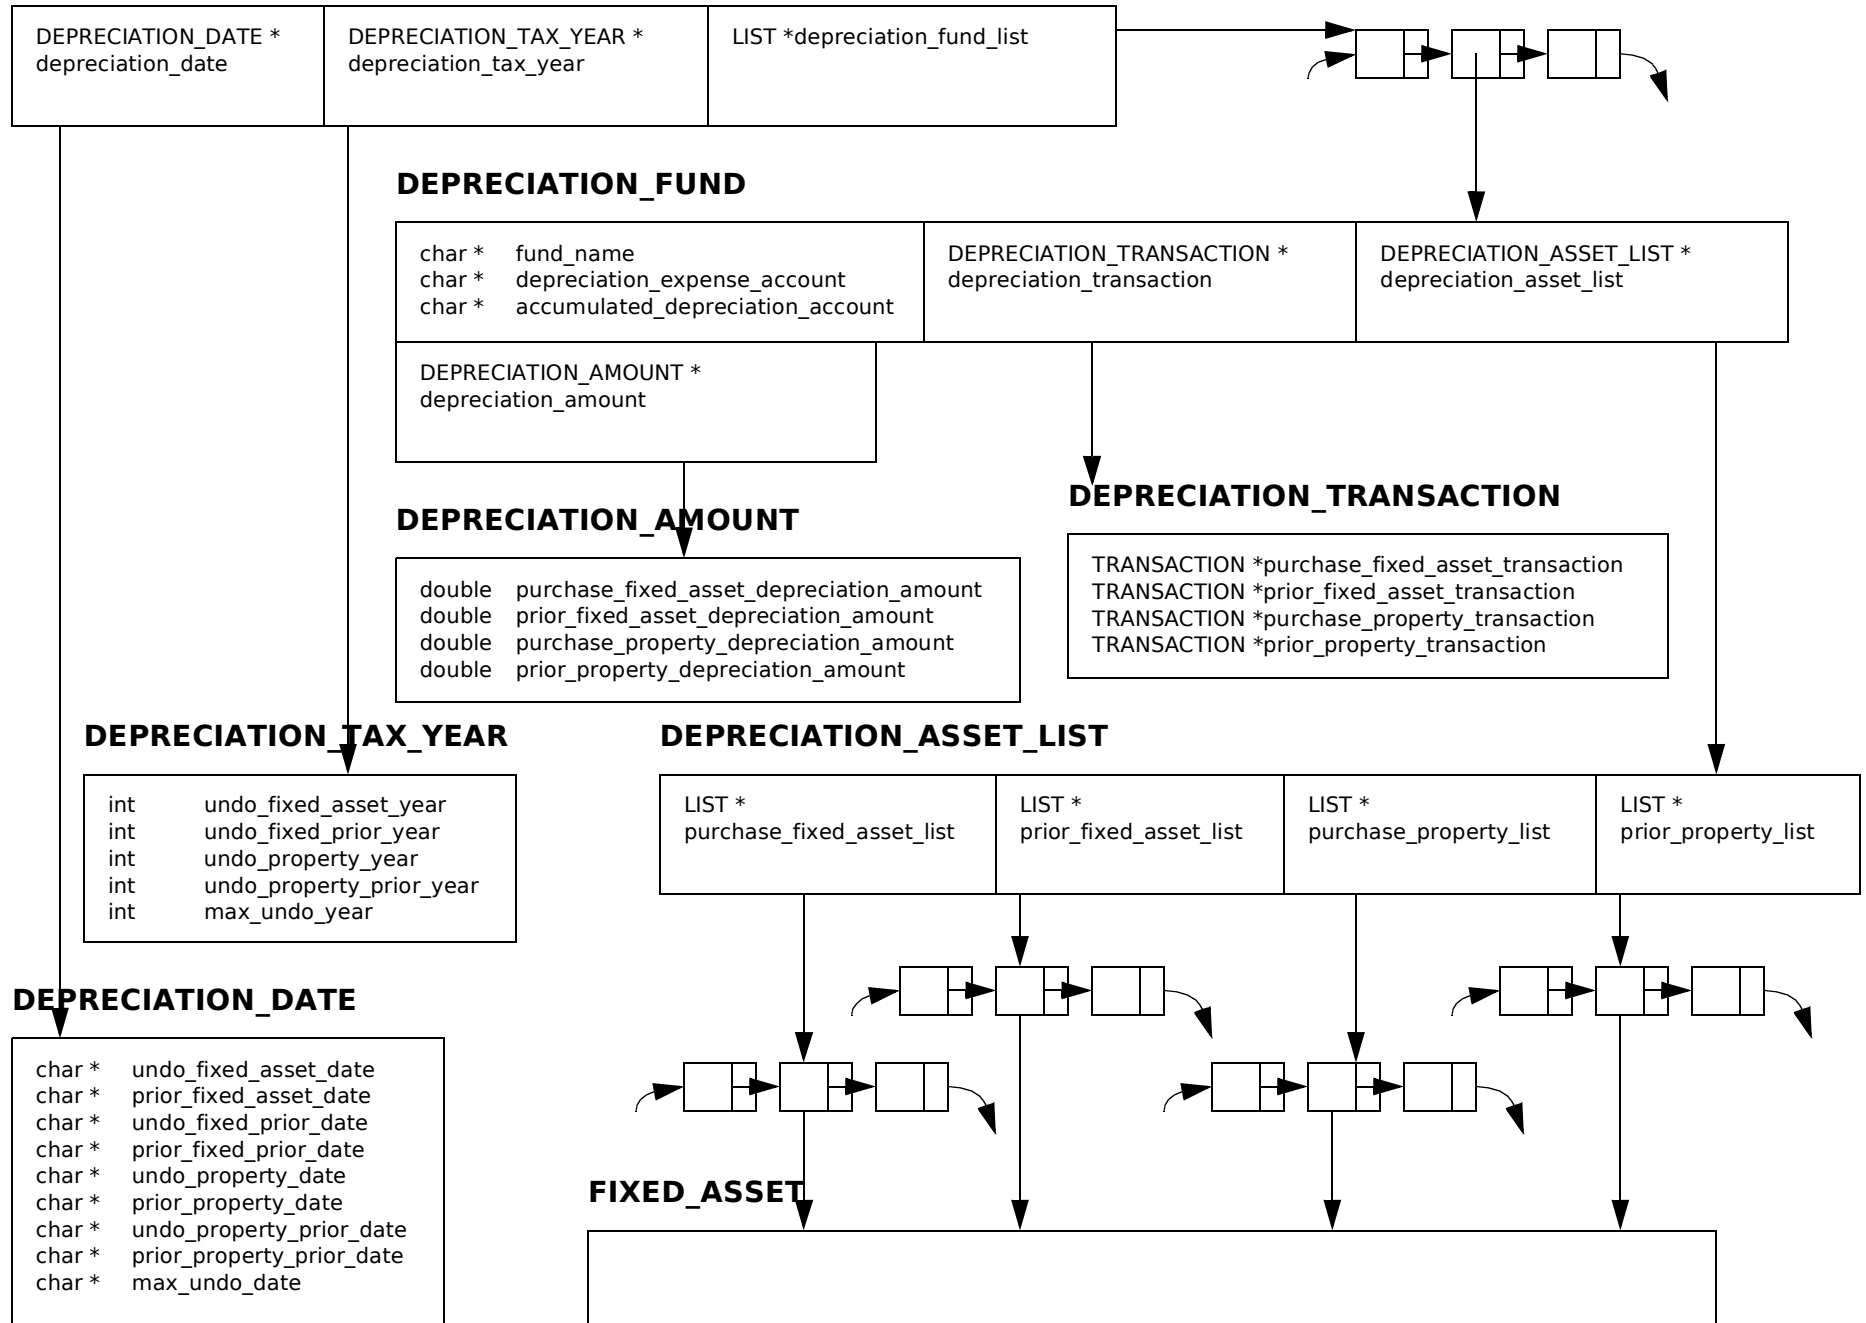 DEPRECIATION_DATE *
depreciation_date
DEPRECIATION_TAX_YEAR *
depreciation_tax_year
LIST *depreciation_fund_list
DEPRECIATION_FUND
char * fund_name
char * depreciation_expense_account
char * accumulated_depreciation_account
DEPRECIATION_TRANSACTION *
depreciation_transaction
DEPRECIATION_ASSET_LIST *
depreciation_asset_list
DEPRECIATION_AMOUNT *
depreciation_amount
DEPRECIATION_AMOUNT
double purchase_fixed_asset_depreciation_amount
double prior_fixed_asset_depreciation_amount
double purchase_property_depreciation_amount
double prior_property_depreciation_amount
DEPRECIATION_TRANSACTION
TRANSACTION *purchase_fixed_asset_transaction
TRANSACTION *prior_fixed_asset_transaction
TRANSACTION *purchase_property_transaction
TRANSACTION *prior_property_transaction
DEPRECIATION_TAX_YEAR
int undo_fixed_asset_year
int undo_fixed_prior_year
int undo_property_year
int undo_property_prior_year
int max_undo_year
DEPRECIATION_ASSET_LIST
LIST *
purchase_fixed_asset_list
LIST *
prior_fixed_asset_list
LIST *
purchase_property_list
LIST *
prior_property_list
DEPRECIATION_DATE
char * undo_fixed_asset_date
char * prior_fixed_asset_date
char * undo_fixed_prior_date
char * prior_fixed_prior_date
char * undo_property_date
char * prior_property_date
char * undo_property_prior_date
char * prior_property_prior_date
char * max_undo_date
FIXED_ASSET